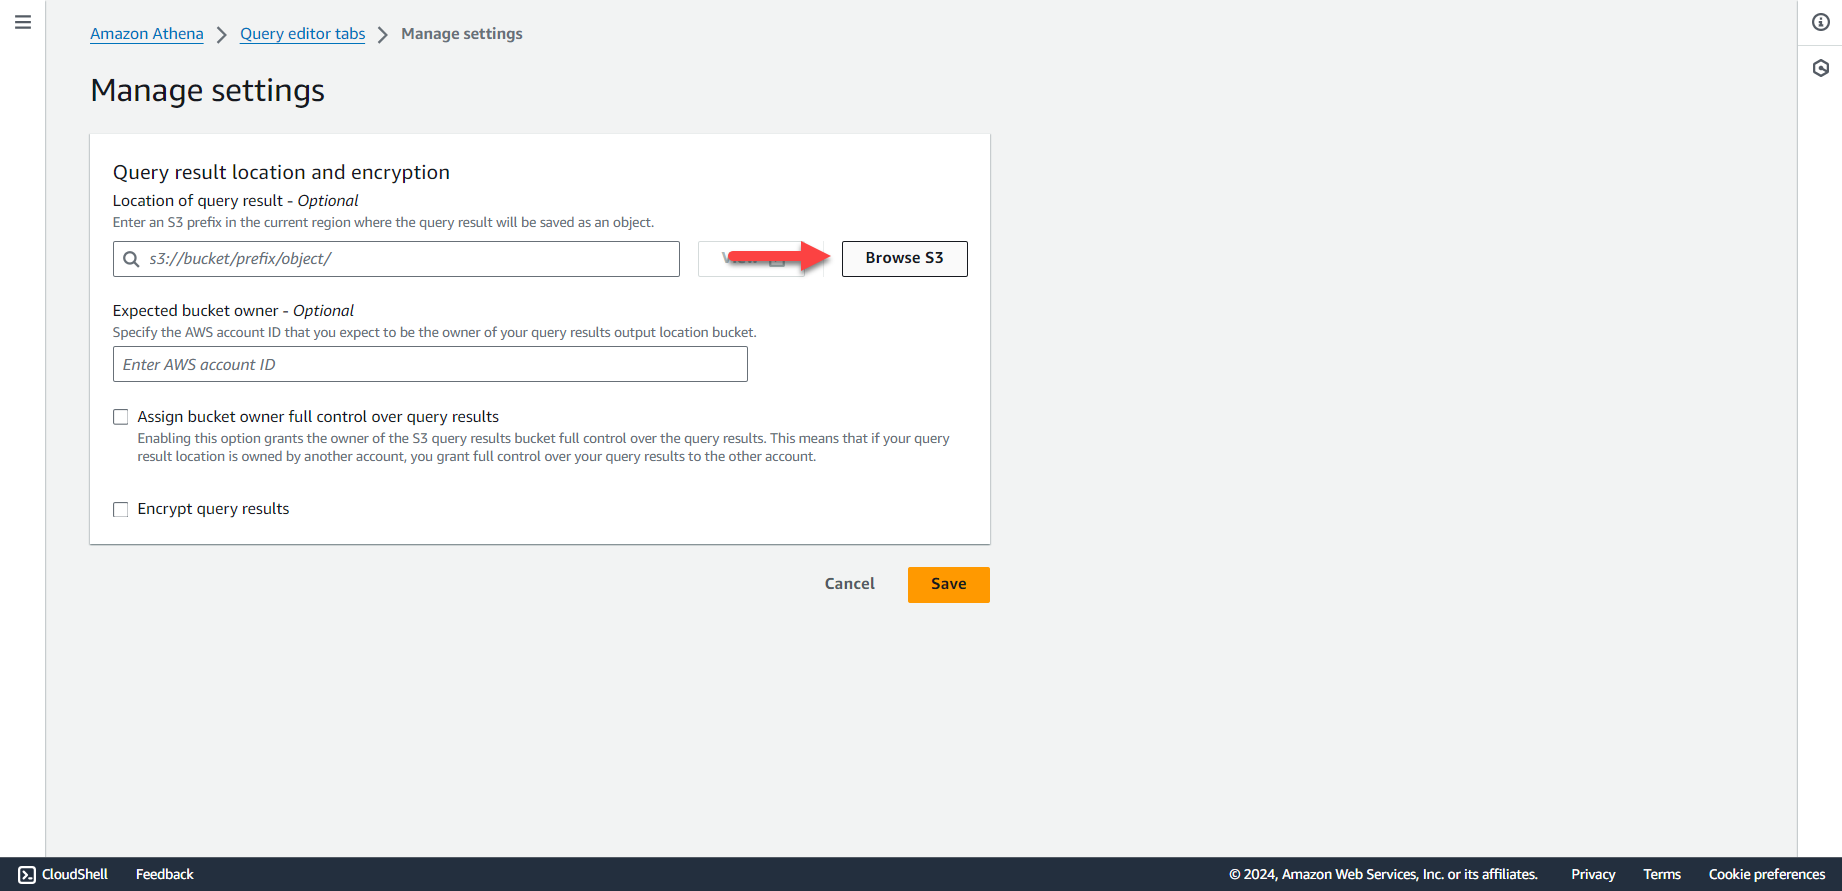 Amazon Athena > Query editor tabs > Manage settings
Manage settings
Query result location and encryption
Location of query result - Optional
Enter an S3 prefix in the current region where the query result will be saved as an object.
s3://bucket/prefix/object/
Browse S3
Expected bucket owner - Optional
Specify the AWS account ID that you expect to be the owner of your query results output location bucket.
Enter AWS account ID
Assign bucket owner full control over query results
Enabling this option grants the owner of the S3 query results bucket full control over the query results. This means that if your query
result location is owned by another account, you grant full control over your query results to the other account.
Encrypt query results
Cancel Save
CloudShell Feedback © 2024, Amazon Web Services, Inc. or its affiliates. Privacy Terms Cookie preferences